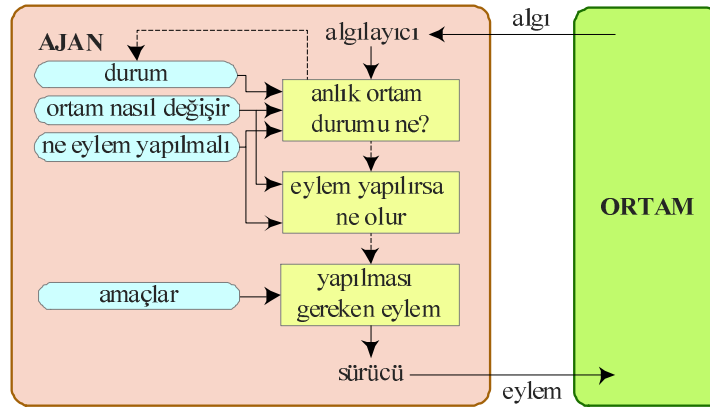 AJAN
algılayıcı
algı
durum
ortam nasıl değişir
ne eylem yapılmalı
anlık ortam
durumu ne?
eylem yapılırsa
ne olur
ORTAM
amaçlar
yapılması
gereken eylem
sürücü
eylem